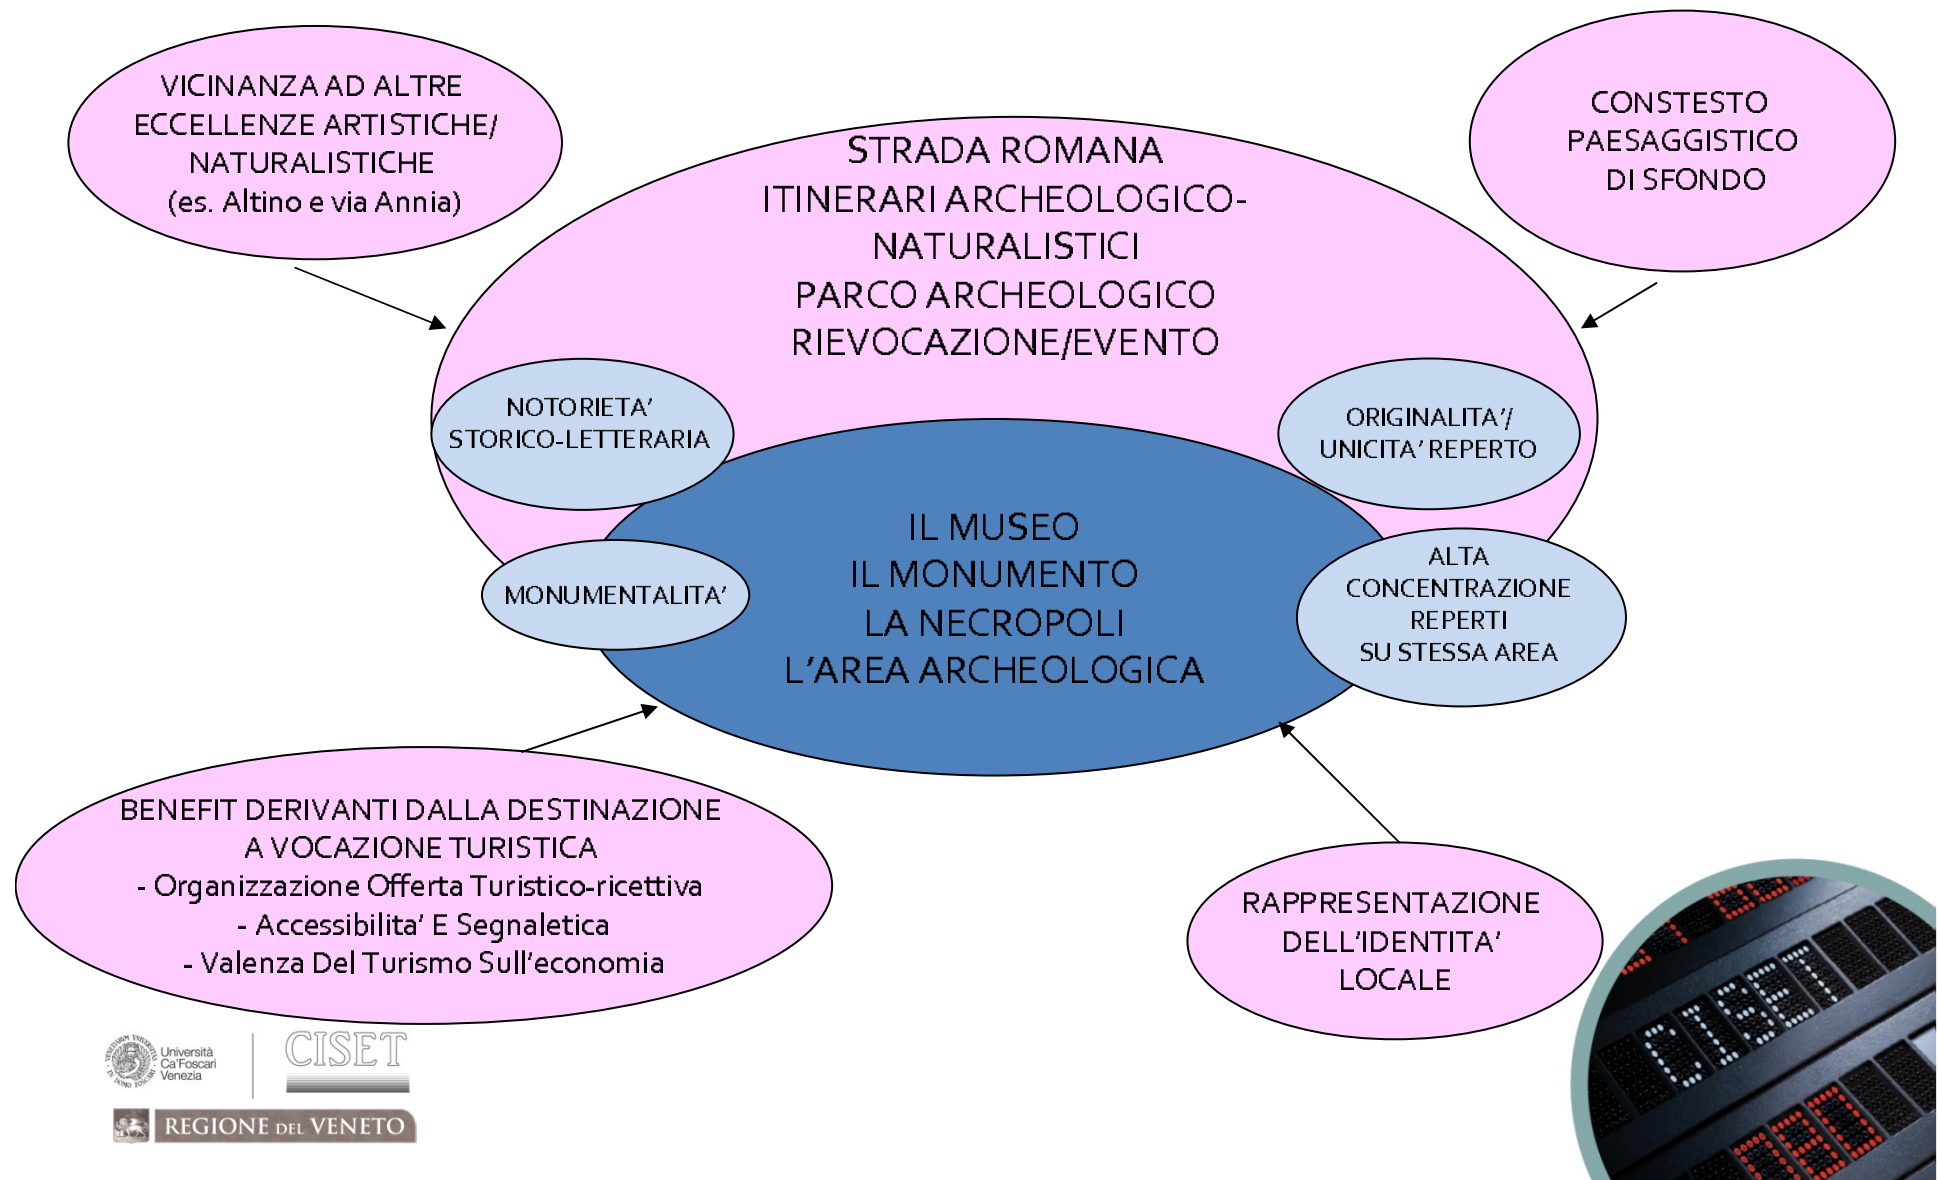 VICINANZA AD ALTRE
ECCELLENZE ARTISTICHE/
NATURALISTICHE
(es. Altino e via Annia)
CONSTESTO
PAESAGGISTICO
DI SFONDO
STRADA ROMANA
ITINERARI ARCHEOLOGICO-
NATURALISTICI
PARCO ARCHEOLOGICO
RIEVOCAZIONE/EVENTO
NOTORIETA’
STORICO-LETTERARIA
ORIGINALITA’/
UNICITA’ REPERTO
MONUMENTALITA’
IL MUSEO
IL MONUMENTO
LA NECROPOLI
L’AREA ARCHEOLOGICA
ALTA
CONCENTRAZIONE
REPERTI
SU STESSA AREA
BENEFIT DERIVANTI DALLA DESTINAZIONE
A VOCAZIONE TURISTICA
- Organizzazione Offerta Turistico-ricettiva
- Accessibilita’ E Segnaletica
- Valenza Del Turismo Sull’economia
RAPPRESENTAZIONE
DELL’IDENTITA’
LOCALE
Università
Ca’Foscari
Venezia
CISET
REGIONE DEL VENETO
CISET